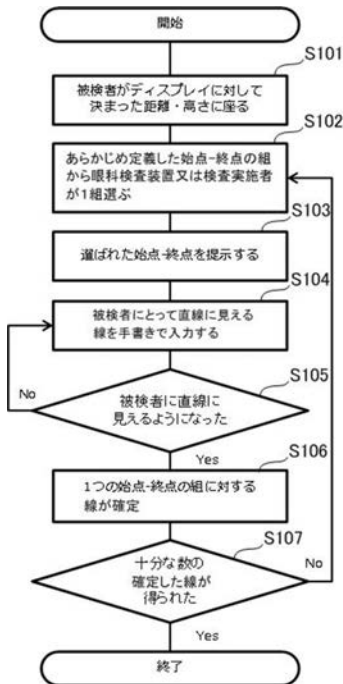 開始
S101
被検者がディスプレイに対して
決まった距離・高さに座る
S102
あらかじめ定義した始点-終点の組
から眼科検査装置又は検査実施者
が1組選ぶ
S103
選ばれた始点-終点を提示する
S104
被検者にとって直線に見える
線を手書きで入力する
No
S105
被検者に直線に
見えるようになった
Yes
S106
1つの始点-終点の組に対する
線が確定
S107
十分な数の
確定した線が
得られた
No
Yes
終了